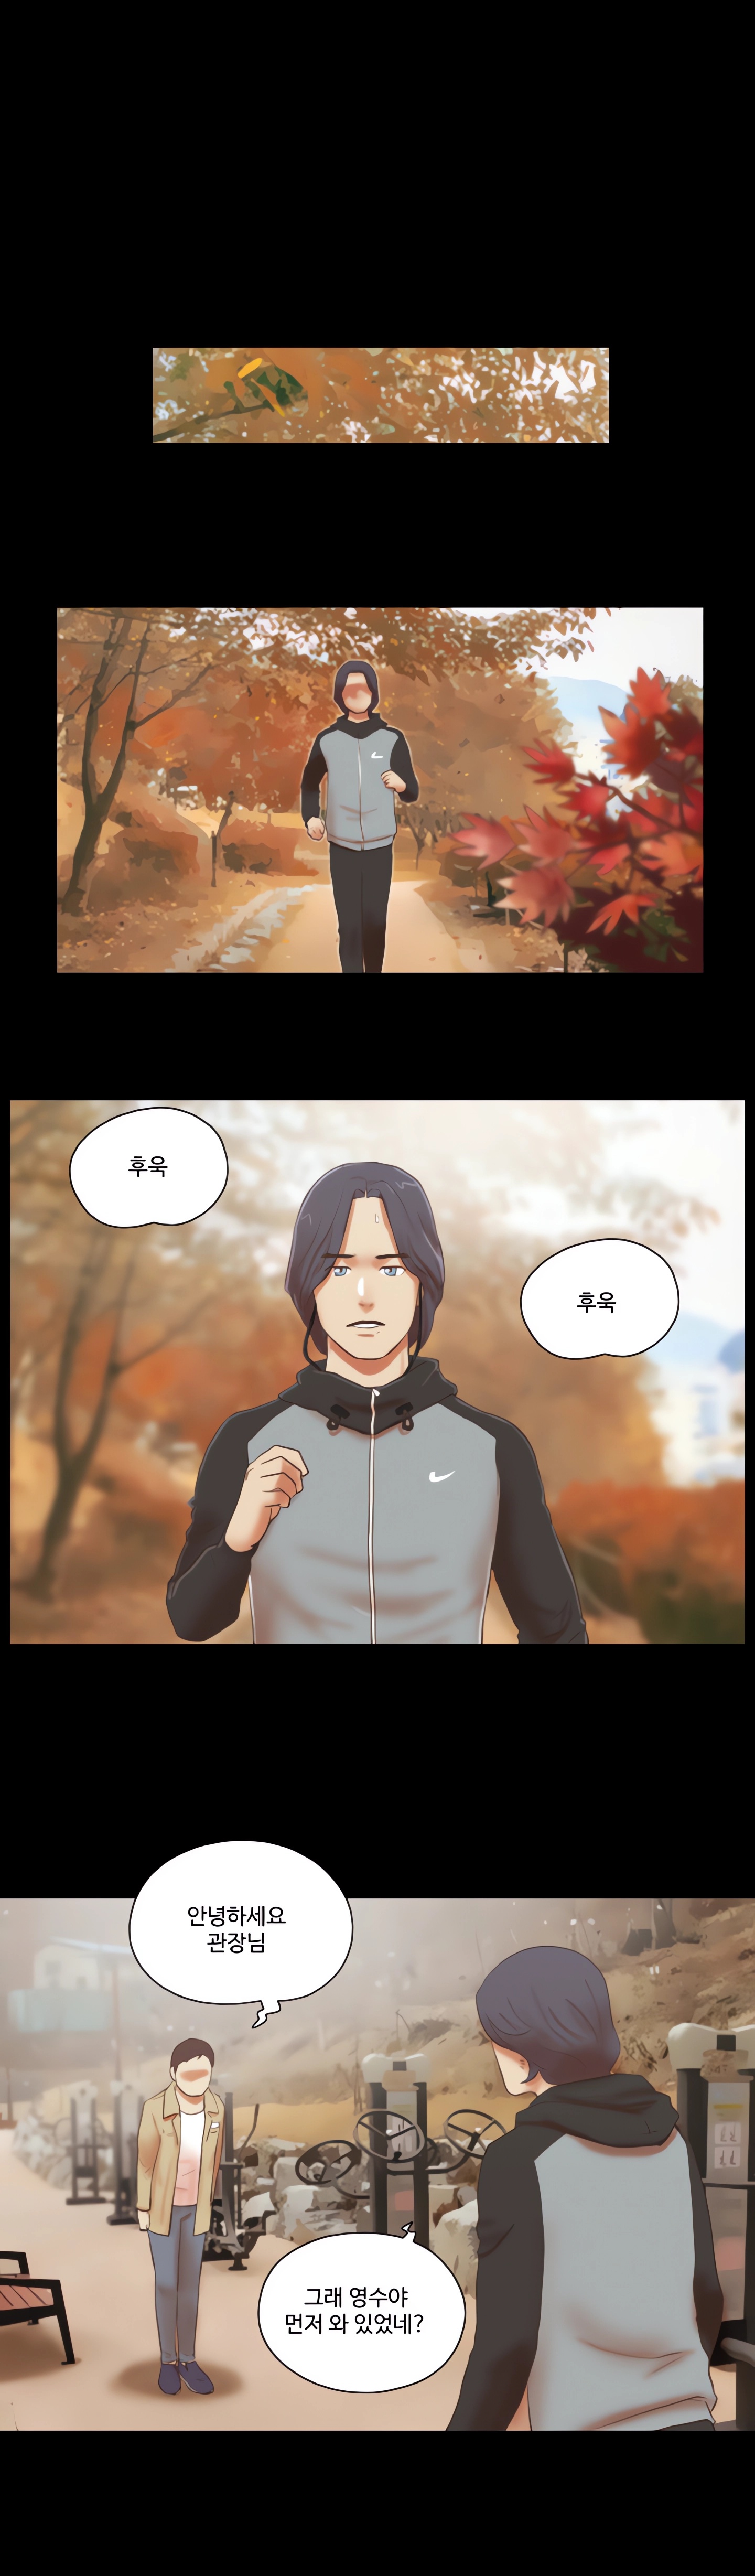 후욱
후욱
안녕하세요
관장님
그래 영수야
먼저 와 있었네?